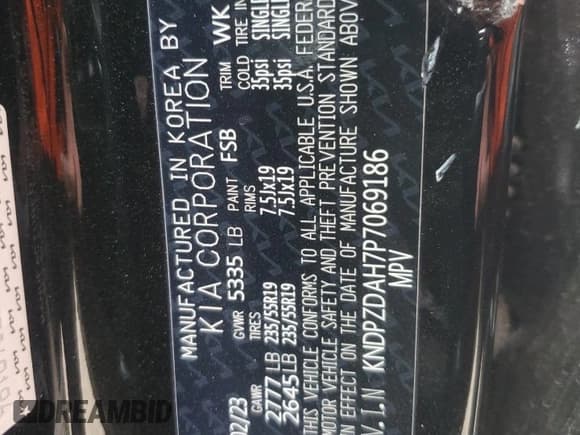 MANUFACTURED IN KOREA BY
KIA CORPORATION
02/23 GVWR 5335 LB PAINT FSB TRIM WK
GAWR TIRES RIMS COLD TIRE IN
2777 LB 235/55R19 7.5Jx19 35psi SINGLE
2645 LB 235/55R19 7.5Jx19 35psi SINGLE
THIS VEHICLE CONFORMS TO ALL APPLICABLE U.S.A. FEDER
MOTOR VEHICLE SAFETY AND THEFT PREVENTION STANDARD
IN EFFECT ON THE DATE OF MANUFACTURE SHOWN ABOV
V.I.N KNDPZDAH7P7069186
MPV
DREAMBID